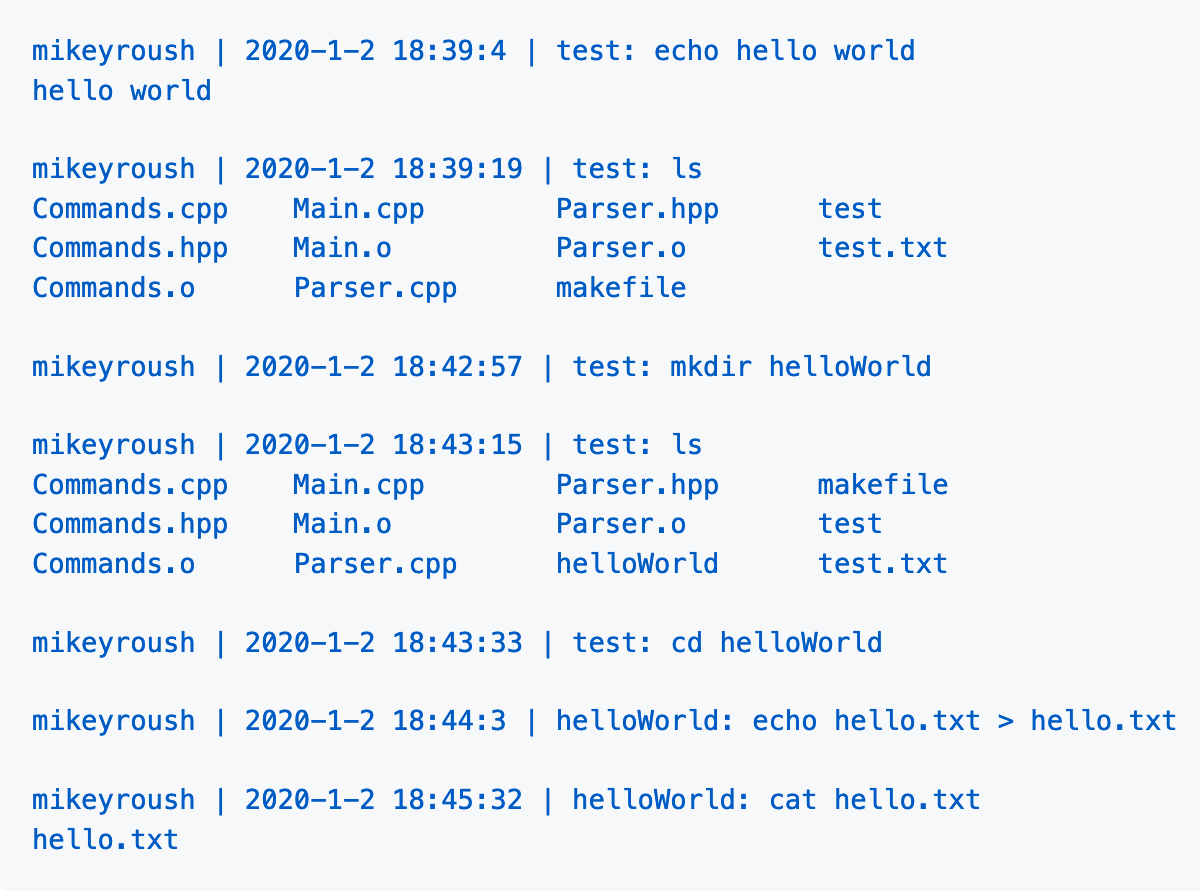 mikeyroush | 2020-1-2 18:39:4 | test: echo hello world
hello world
mikeyroush | 2020-1-2 18:39:19 | test: ls
Commands.cpp    Main.cpp        Parser.hpp      test
Commands.hpp    Main.o          Parser.o        test.txt
Commands.o      Parser.cpp      makefile
mikeyroush | 2020-1-2 18:42:57 | test: mkdir helloWorld
mikeyroush | 2020-1-2 18:43:15 | test: ls
Commands.cpp    Main.cpp        Parser.hpp      makefile
Commands.hpp    Main.o          Parser.o        test
Commands.o      Parser.cpp      helloWorld      test.txt
mikeyroush | 2020-1-2 18:43:33 | test: cd helloWorld
mikeyroush | 2020-1-2 18:44:3 | helloWorld: echo hello.txt > hello.txt
mikeyroush | 2020-1-2 18:45:32 | helloWorld: cat hello.txt
hello.txt